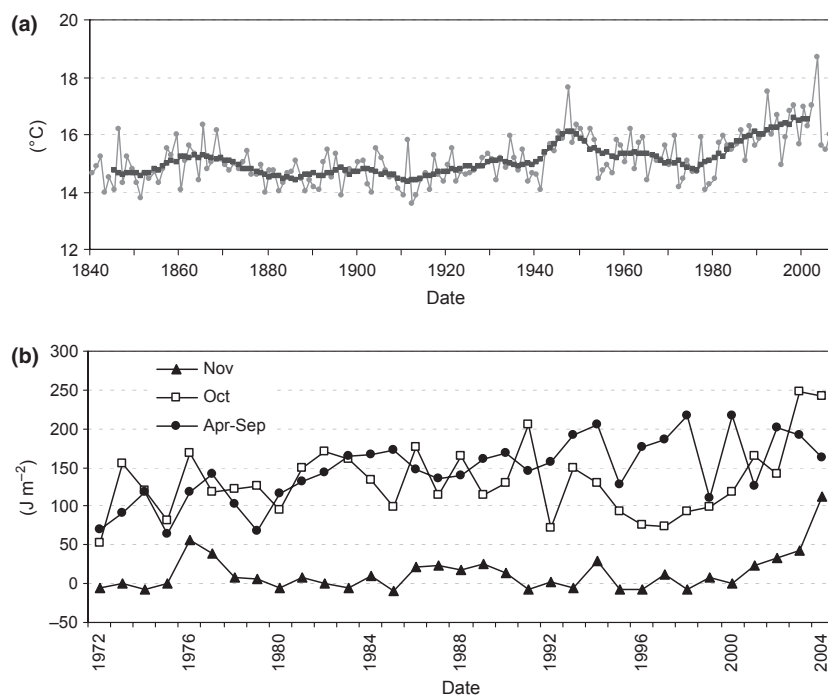 (a)
20
18
16
14
12
(°C)
1840 1860 1880 1900 1920 1940 1960 1980 2000
Date
(b)
300
250
200
150
100
50
0
–50
(J m–2)
Nov
Oct
Apr-Sep
1972 1976 1980 1984 1988 1992 1996 2000 2004
Date